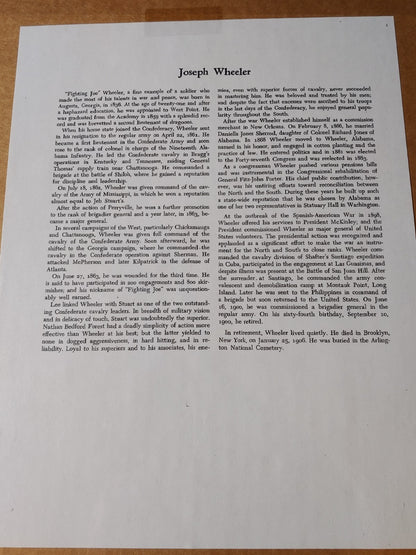 Joseph Wheeler
"Fighting Joe" Wheeler, a fine example of a soldier who
made the most of his talents in war and peace, was born in
Augusta, Georgia, in 1836. At the age of twenty-one and after
a haphazard education, he was appointed to West Point. He
was graduated from the Academy in 1859 with a splendid rec-
ord and was brevetted a second lieutenant of dragoons.
When his home state joined the Confederacy, Wheeler sent
in his resignation to the regular army on April 22, 1861. He
became a first lieutenant in the Confederate Army and soon
rose to the rank of colonel in charge of the Nineteenth Ala-
bama Infantry. He led the Confederate cavalry in Bragg's
operations in Kentucky and Tennessee, raiding General
Thomas' supply train near Chattanooga. He commanded a
brigade at the battle of Shiloh, where he gained a reputation
for discipline and leadership.
On July 18, 1862, Wheeler was given command of the cav-
alry of the Army of Mississippi, in which he won a reputation
almost equal to Jeb Stuart's.
After the action of Perryville, he won a further promotion
to the rank of brigadier general and a year later, in 1863, be-
came a major general.
In several campaigns of the West, particularly Chickamauga
and Chattanooga, Wheeler was given full command of the
cavalry of the Confederate Army. Soon afterward, he was
shifted to the Georgia campaign, where he commanded the
cavalry in the Confederate operation against Sherman. He
attacked McPherson and later Kilpatrick in the defense of
Atlanta.
On June 27, 1863, he was wounded for the third time. He
is said to have participated in 200 engagements and 800 skir-
mishes; and his nickname of "Fighting Joe" was unquestion-
ably well earned.
Lee linked Wheeler with Stuart as one of the two outstand-
ing Confederate cavalry leaders. In breadth of military vision
and in delicacy of touch, Stuart was undoubtedly the superior.
Nathan Bedford Forest had a deadly simplicity of action more
effective than Wheeler at his best; but the latter yielded to
none in dogged aggressiveness, in hard hitting, and in re-
liability. Loyal to his superiors and to his associates, his ene-
mies, even with superior forces of cavalry, never succeeded
in mastering him. He was beloved and trusted by his men;
and despite the fact that excesses were ascribed to his troops
in the last days of the Confederacy, he enjoyed general popu-
larity throughout the South.
After the war Wheeler established himself as a commission
merchant in New Orleans. On February 8, 1866, he married
Daniella Jones Sherrod, daughter of Colonel Richard Jones of
Alabama. In 1868 Wheeler moved to Wheeler, Alabama,
named in his honor, and engaged in cotton planting and the
practice of law. He entered politics and in 1881 was elected
to the Forty-seventh Congress and was reelected in 1883.
As a congressman Wheeler pushed various pensions bills
and was instrumental in the Congressional rehabilitation of
General Fitz-John Porter. His chief public contribution, how-
ever, was his untiring efforts toward reconciliation between
the North and the South. During these years he built up such
a state-wide reputation that he was chosen by Alabama as
one of her two representatives in Statuary Hall in Washington.
At the outbreak of the Spanish-American War in 1898,
Wheeler offered his services to President McKinley; and the
President commissioned Wheeler as major general of United
States volunteers. The presidential action was recognized and
applauded as a significant effort to make the war an instru-
ment for the North and South to close ranks. Wheeler com-
manded the cavalry division of Shafter's Santiago expedition
in Cuba, participated in the engagement at Las Guasimas, and
despite illness was present at the Battle of San Juan Hill. After
the surrender, at Santiago, he commanded the army con-
valescent and demobilization camp at Montauk Point, Long
Island. Later he was sent to the Philippines in command of
a brigade but soon returned to the United States. On June
16, 1900, he was commissioned a brigadier general in the
regular army. On his sixty-fourth birthday, September 10,
1900, he retired.
In retirement, Wheeler lived quietly. He died in Brooklyn,
New York, on January 25, 1906. He was buried in the Arling-
ton National Cemetery.